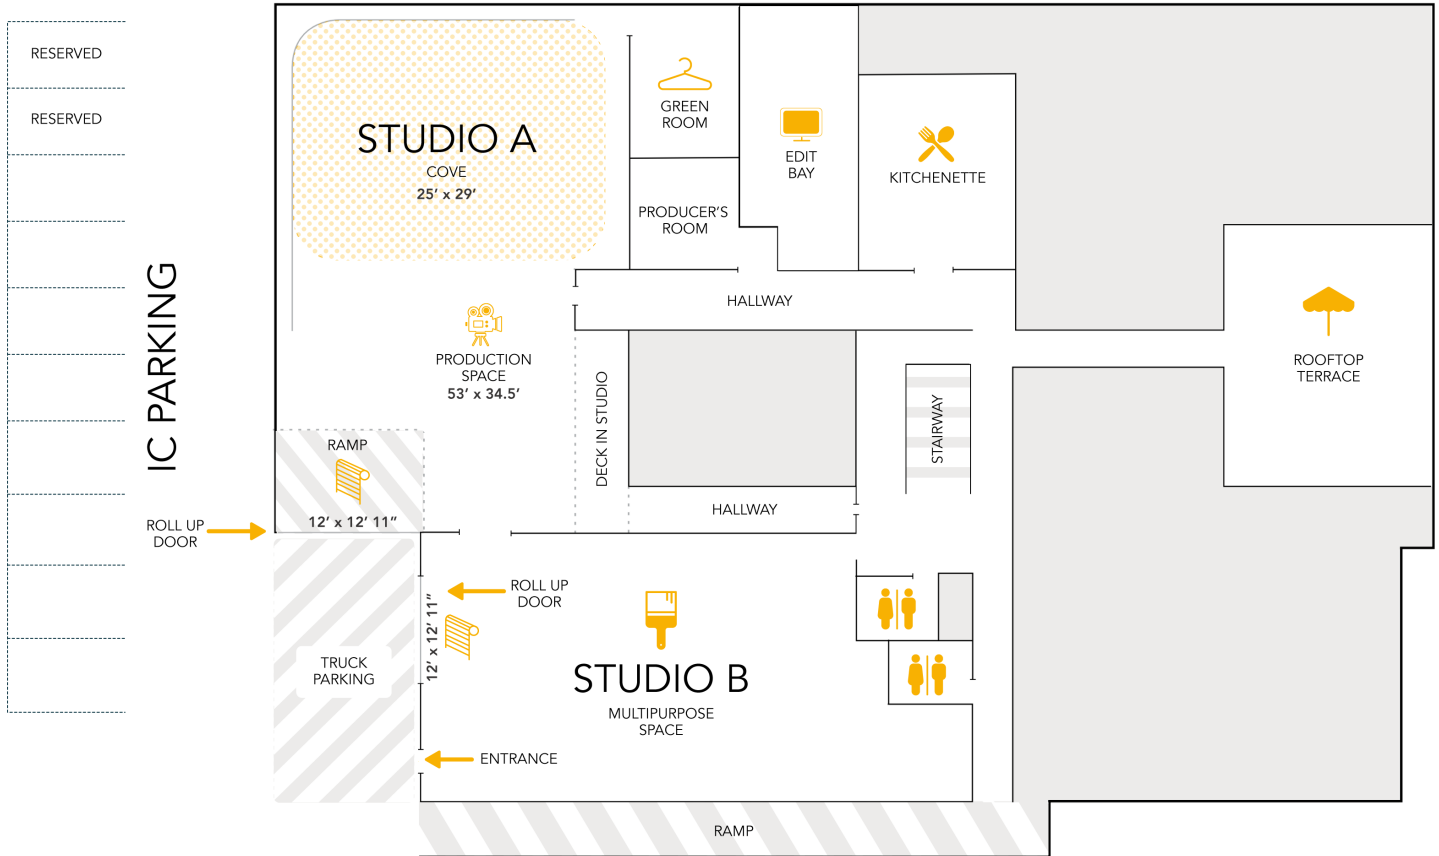 RESERVED
RESERVED
IC PARKING
STUDIO A
COVE
25’ x 29’
GREEN
ROOM
PRODUCER’S
ROOM
EDIT
BAY
KITCHENETTE
HALLWAY
PRODUCTION
SPACE
53’ x 34.5’
DECK IN STUDIO
STAIRWAY
ROOFTOP
TERRACE
RAMP
12’ x 12’ 11”
ROLL UP
DOOR
HALLWAY
ROLL UP
DOOR
12’ x 12’ 11”
TRUCK
PARKING
STUDIO B
MULTIPURPOSE
SPACE
ENTRANCE
RAMP